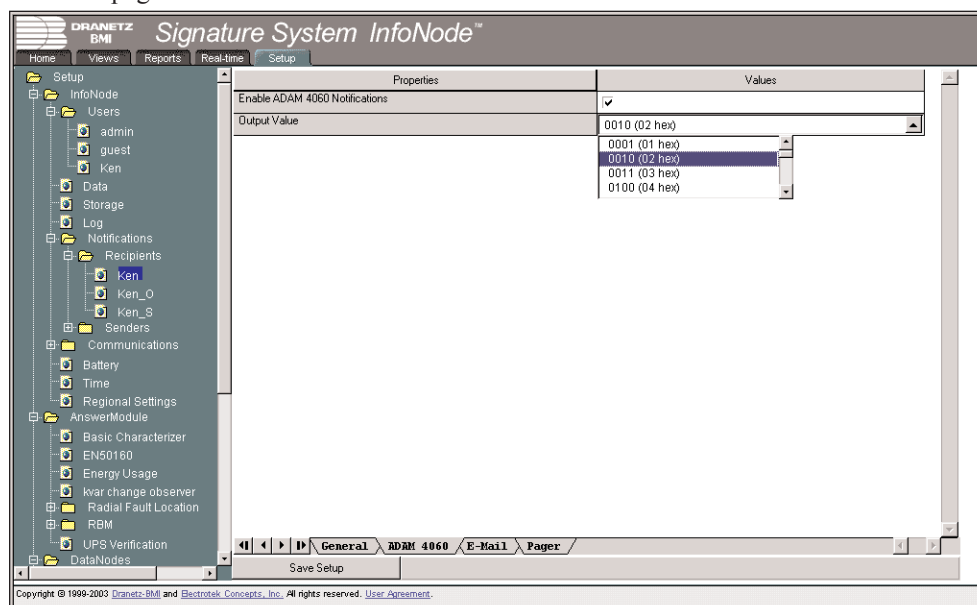 DRANETZ
BMI
Signature System InfoNode™
Home Views Reports Real-time Setup
Setup
InfoNode
Users
admin
guest
Ken
Data
Storage
Log
Notifications
Recipients
Ken
Ken_O
Ken_S
Senders
Communications
Battery
Time
Regional Settings
AnswerModule
Basic Characterizer
EN50160
Energy Usage
kvar change observer
Radial Fault Location
RBM
UPS Verification
DataNodes
Properties Values
Enable ADAM 4060 Notifications
Output Value 0010 (02 hex)
0001 (01 hex)
0010 (02 hex)
0011 (03 hex)
0100 (04 hex)
General ADAM 4060 E-Mail Pager
Save Setup
Copyright © 1999-2003 Dranetz-BMI and Electrotek Concepts, Inc. All rights reserved. User Agreement.